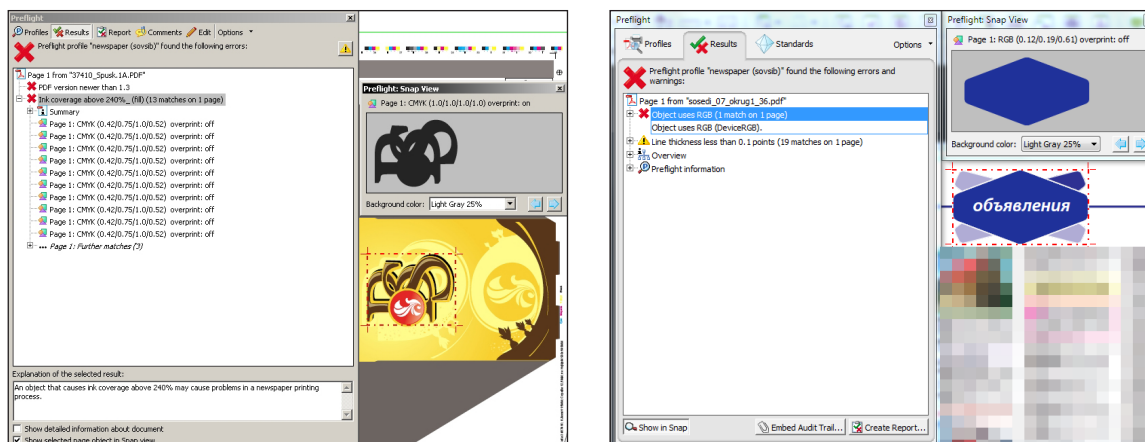 Preflight
Profiles Results Report Comments Edit Options
Preflight profile "newspaper (sovsib)" found the following errors:
Page 1 from "37410_Spusk.1A.PDF"
PDF version newer than 1.3
Ink coverage above 240%_ (fill) (13 matches on 1 page)
Summary
Page 1: CMYK (0.42/0.75/1.0/0.52) overprint: off
Page 1: CMYK (0.42/0.75/1.0/0.52) overprint: off
Page 1: CMYK (0.42/0.75/1.0/0.52) overprint: off
Page 1: CMYK (0.42/0.75/1.0/0.52) overprint: off
Page 1: CMYK (0.42/0.75/1.0/0.52) overprint: off
Page 1: CMYK (0.42/0.75/1.0/0.52) overprint: off
Page 1: CMYK (0.42/0.75/1.0/0.52) overprint: off
Page 1: CMYK (0.42/0.75/1.0/0.52) overprint: off
Page 1: CMYK (0.42/0.75/1.0/0.52) overprint: off
Page 1: CMYK (0.42/0.75/1.0/0.52) overprint: off
Page 1: Further matches (3)
Explanation of the selected result:
An object that causes ink coverage above 240% may cause problems in a newspaper printing
process.
Show detailed information about document
Show selected page object in Snap view
Preflight: Snap View
Page 1: CMYK (1.0/1.0/1.0/1.0) overprint: on
Background color: Light Gray 25%
Preflight
Profiles Results Standards Options
Preflight profile "newspaper (sovsib)" found the following errors and
warnings:
Page 1 from "sosedi_07_okrug1_36.pdf"
Object uses RGB (1 match on 1 page)
Object uses RGB (DeviceRGB).
Line thickness less than 0.1 points (19 matches on 1 page)
Overview
Preflight information
Show in Snap Embed Audit Trail... Create Report...
Preflight: Snap View
Page 1: RGB (0.12/0.19/0.61) overprint: off
Background color: Light Gray 25%
объявления